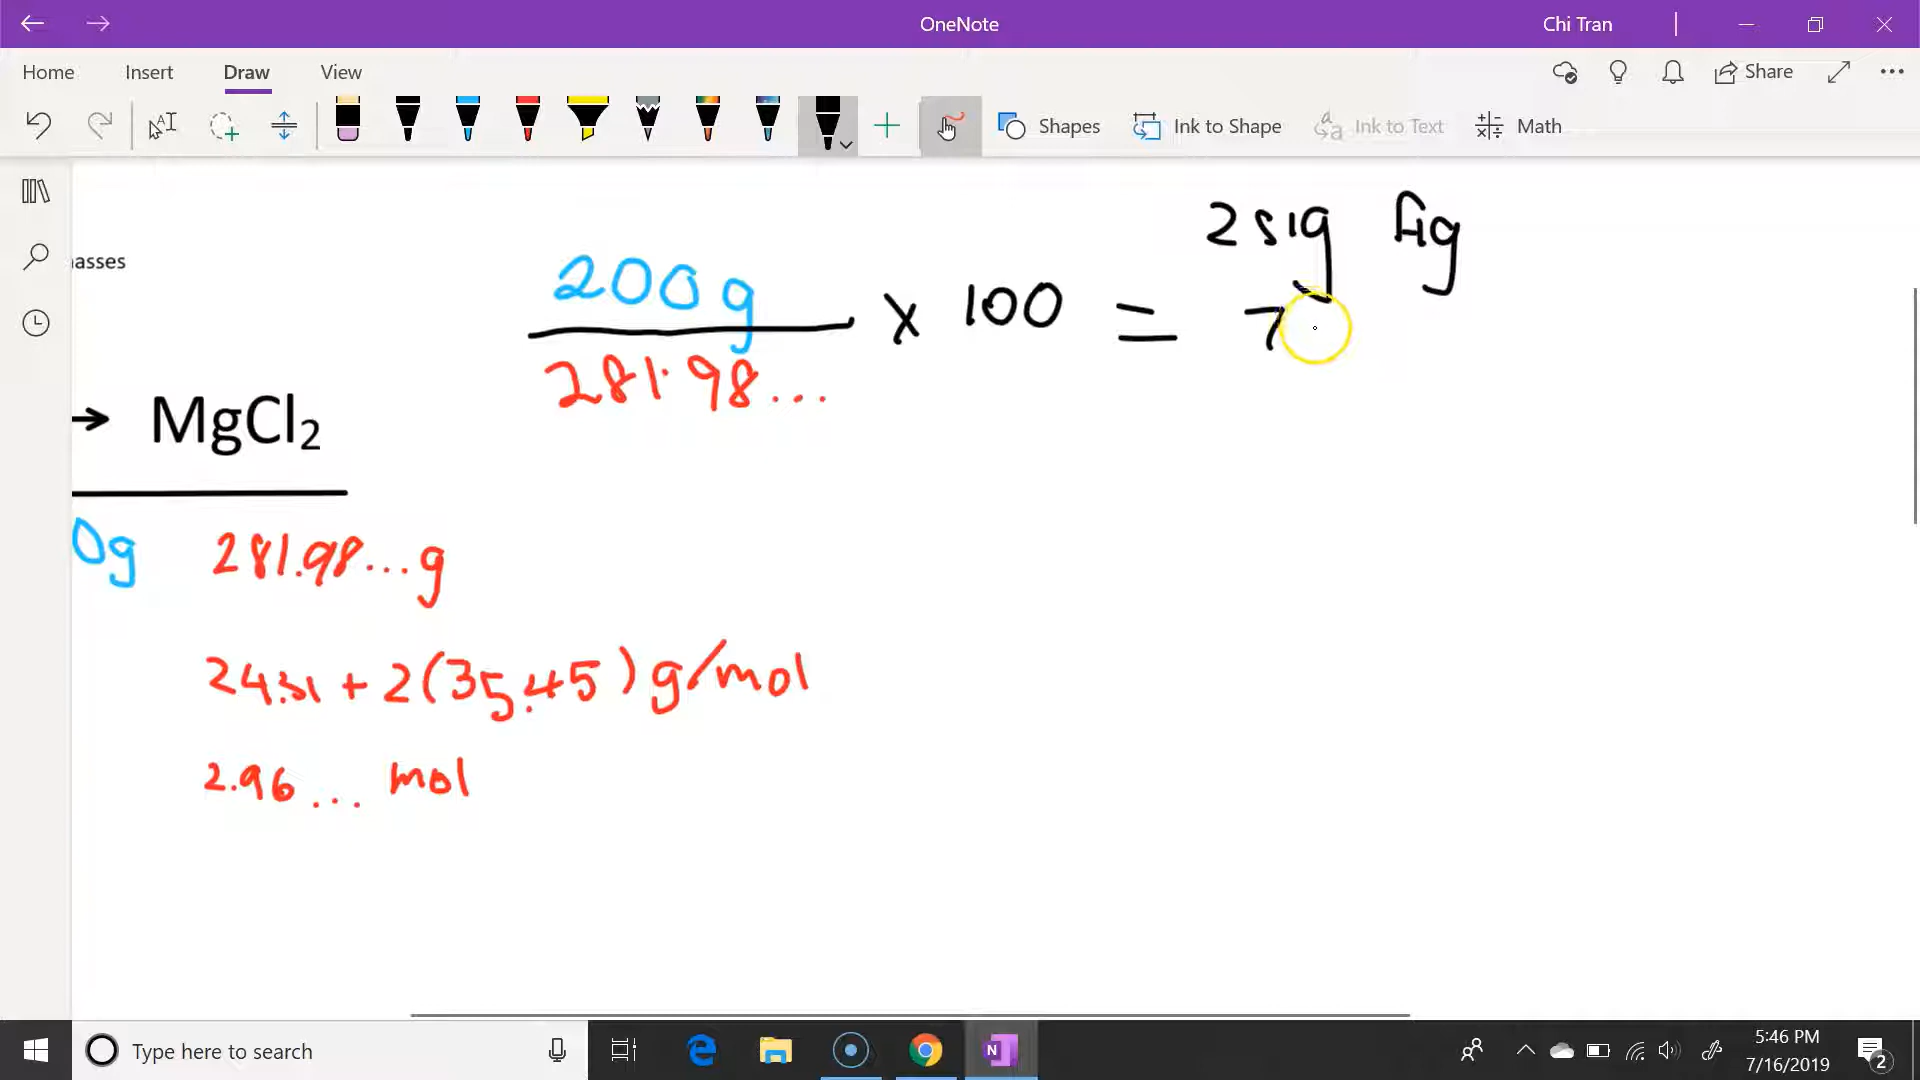 OneNote
Chi Tran
Home Insert Draw View
Share
Shapes Ink to Shape Ink to Text Math
2 sig fig
asses
200g
x 100 = 7
281.98...
→ MgCl₂
0g 281.98...g
24.31 + 2(35.45) g/mol
2.96... mol
Type here to search
5:46 PM
7/16/2019
2